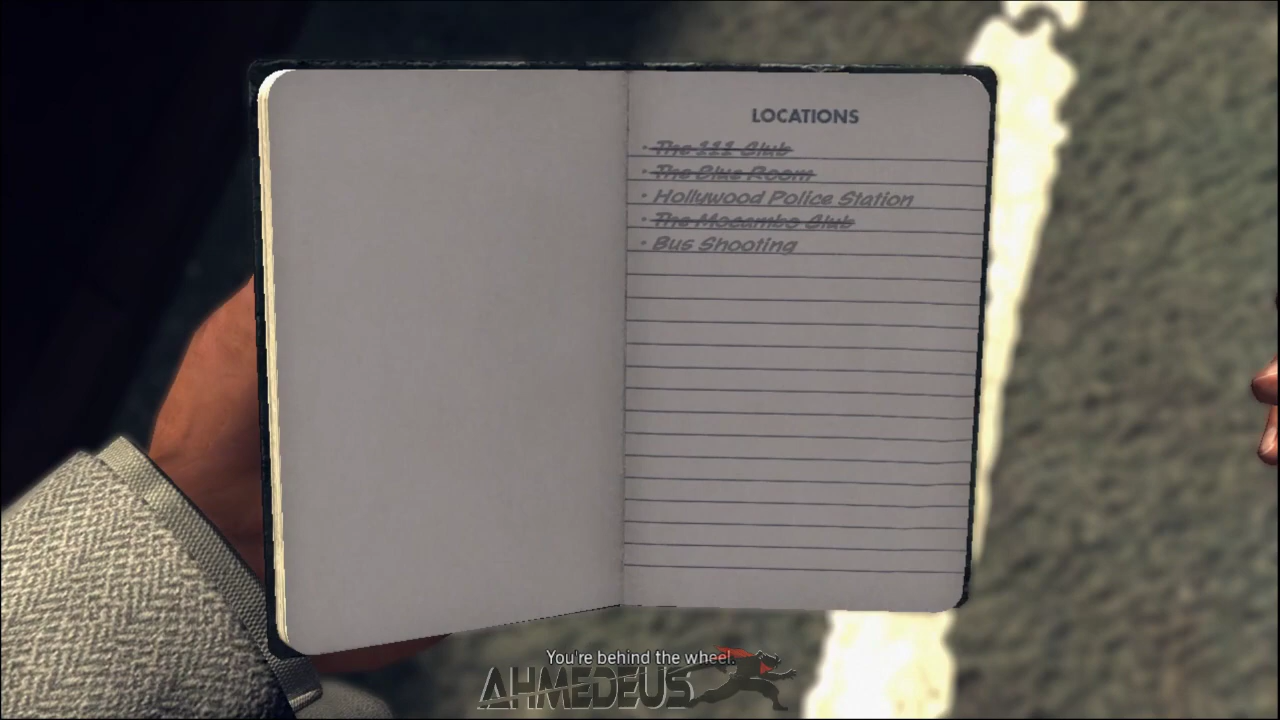 LOCATIONS
· The 111 Club
· The Blue Room
· Hollywood Police Station
· The Mocambo Club
· Bus Shooting
You're behind the wheel.
AHMEDEUS